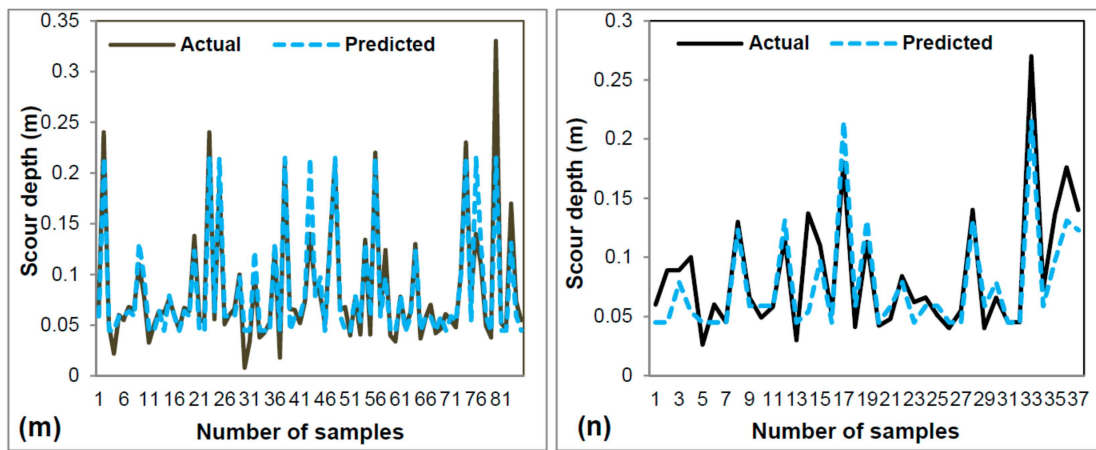 0.35
0.3
0.25
0.2
0.15
0.1
0.05
0
Scour depth (m)
Actual Predicted
1 6 11 16 21 26 31 36 41 46 51 56 61 66 71 76 81
Number of samples
(m)
0.3
0.25
0.2
0.15
0.1
0.05
0
Scour depth (m)
Actual Predicted
1 3 5 7 9 11 13 15 17 19 21 23 25 27 29 31 33 35 37
Number of samples
(n)